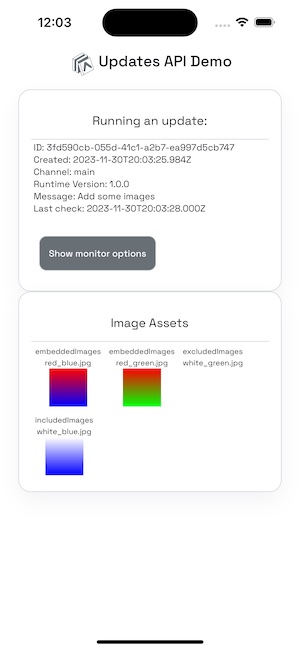 12:03
Updates API Demo
Running an update:
ID: 3fd590cb-055d-41c1-a2b7-ea997d5cb747
Created: 2023-11-30T20:03:25.984Z
Channel: main
Runtime Version: 1.0.0
Message: Add some images
Last check: 2023-11-30T20:03:28.000Z
Show monitor options
Image Assets
embeddedImages
red_blue.jpg
embeddedImages
red_green.jpg
excludedImages
white_green.jpg
includedImages
white_blue.jpg